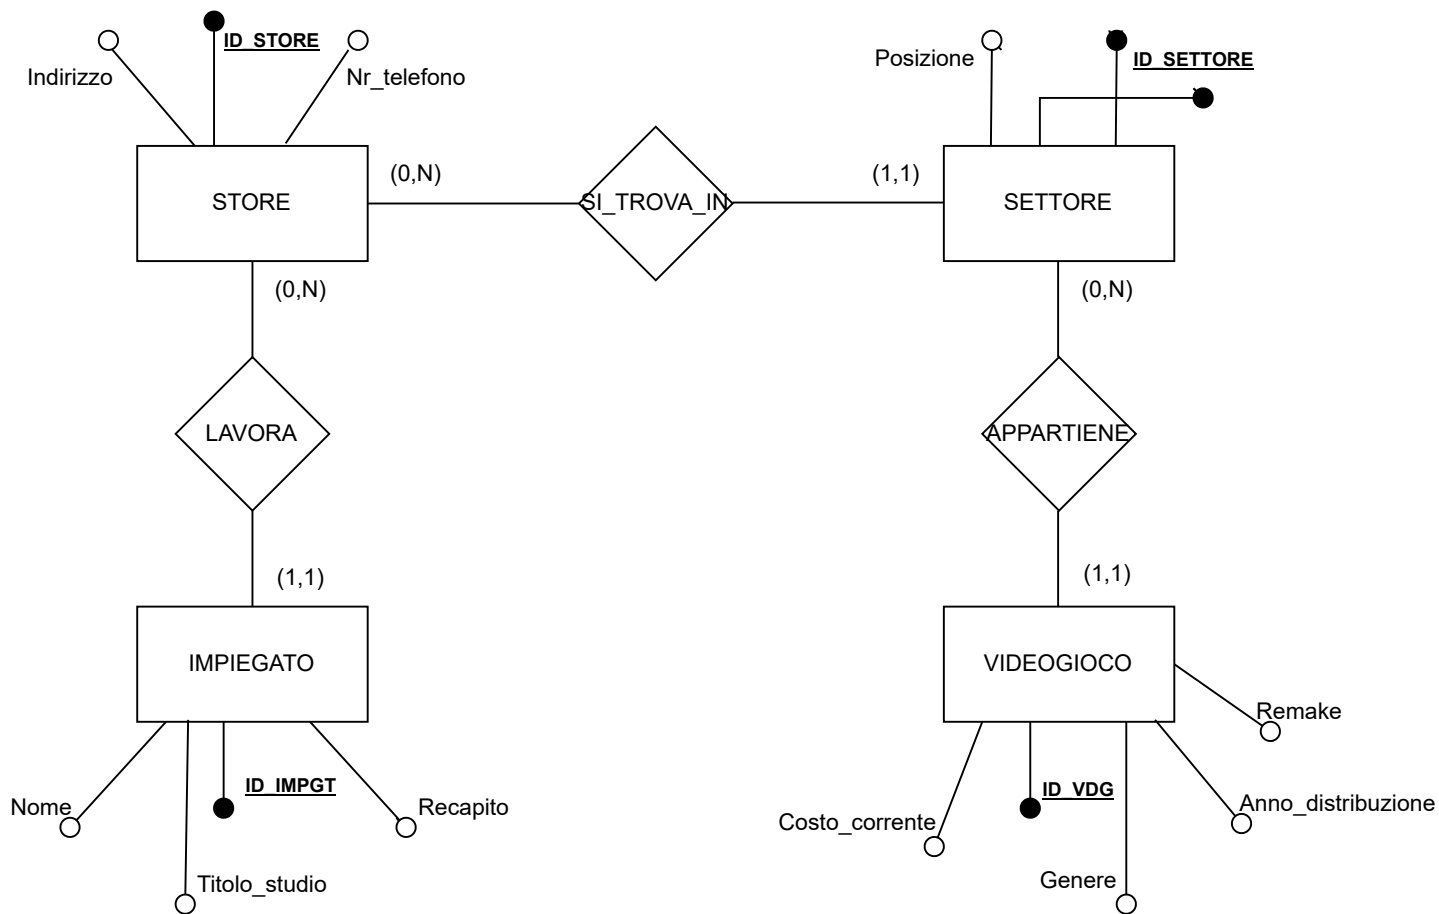 ID_STORE
Indirizzo
Nr_telefono
Posizione
ID_SETTORE
STORE
(0,N)
SI_TROVA_IN
(1,1)
SETTORE
(0,N)
(0,N)
LAVORA
APPARTIENE
(1,1)
(1,1)
IMPIEGATO
VIDEOGIOCO
Remake
Nome
ID_IMPGT
Recapito
Costo_corrente
ID_VDG
Anno_distribuzione
Titolo_studio
Genere